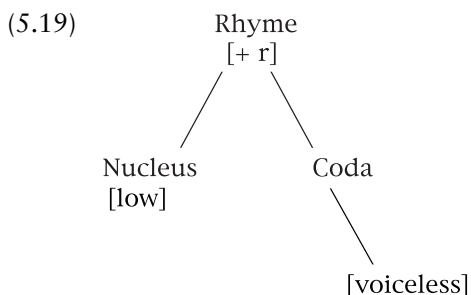 (5.19) Rhyme
[+ r]
Nucleus Coda
[low]
[voiceless]